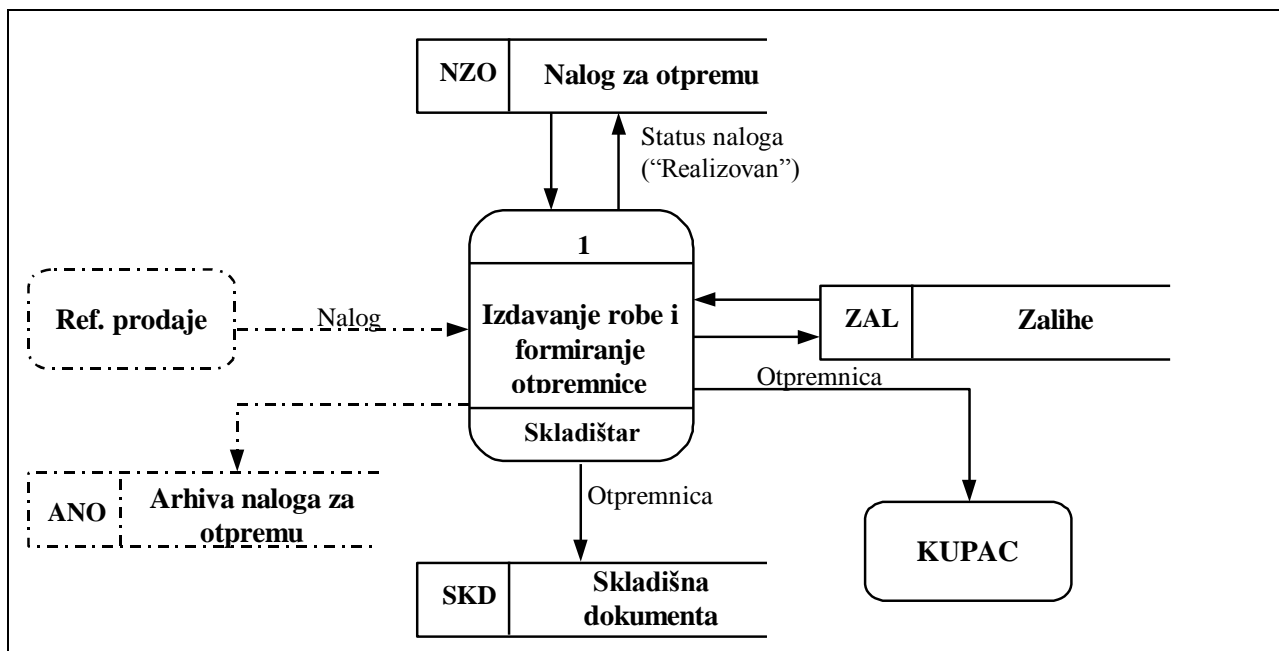 NZO
Nalog za otpremu
Status naloga
(“Realizovan”)
1
Ref. prodaje
Nalog
Izdavanje robe i
formiranje
otpremnice
ZAL
Zalihe
Otpremnica
Skladištar
ANO
Arhiva naloga za
otpremu
Otpremnica
KUPAC
SKD
Skladišna
dokumenta